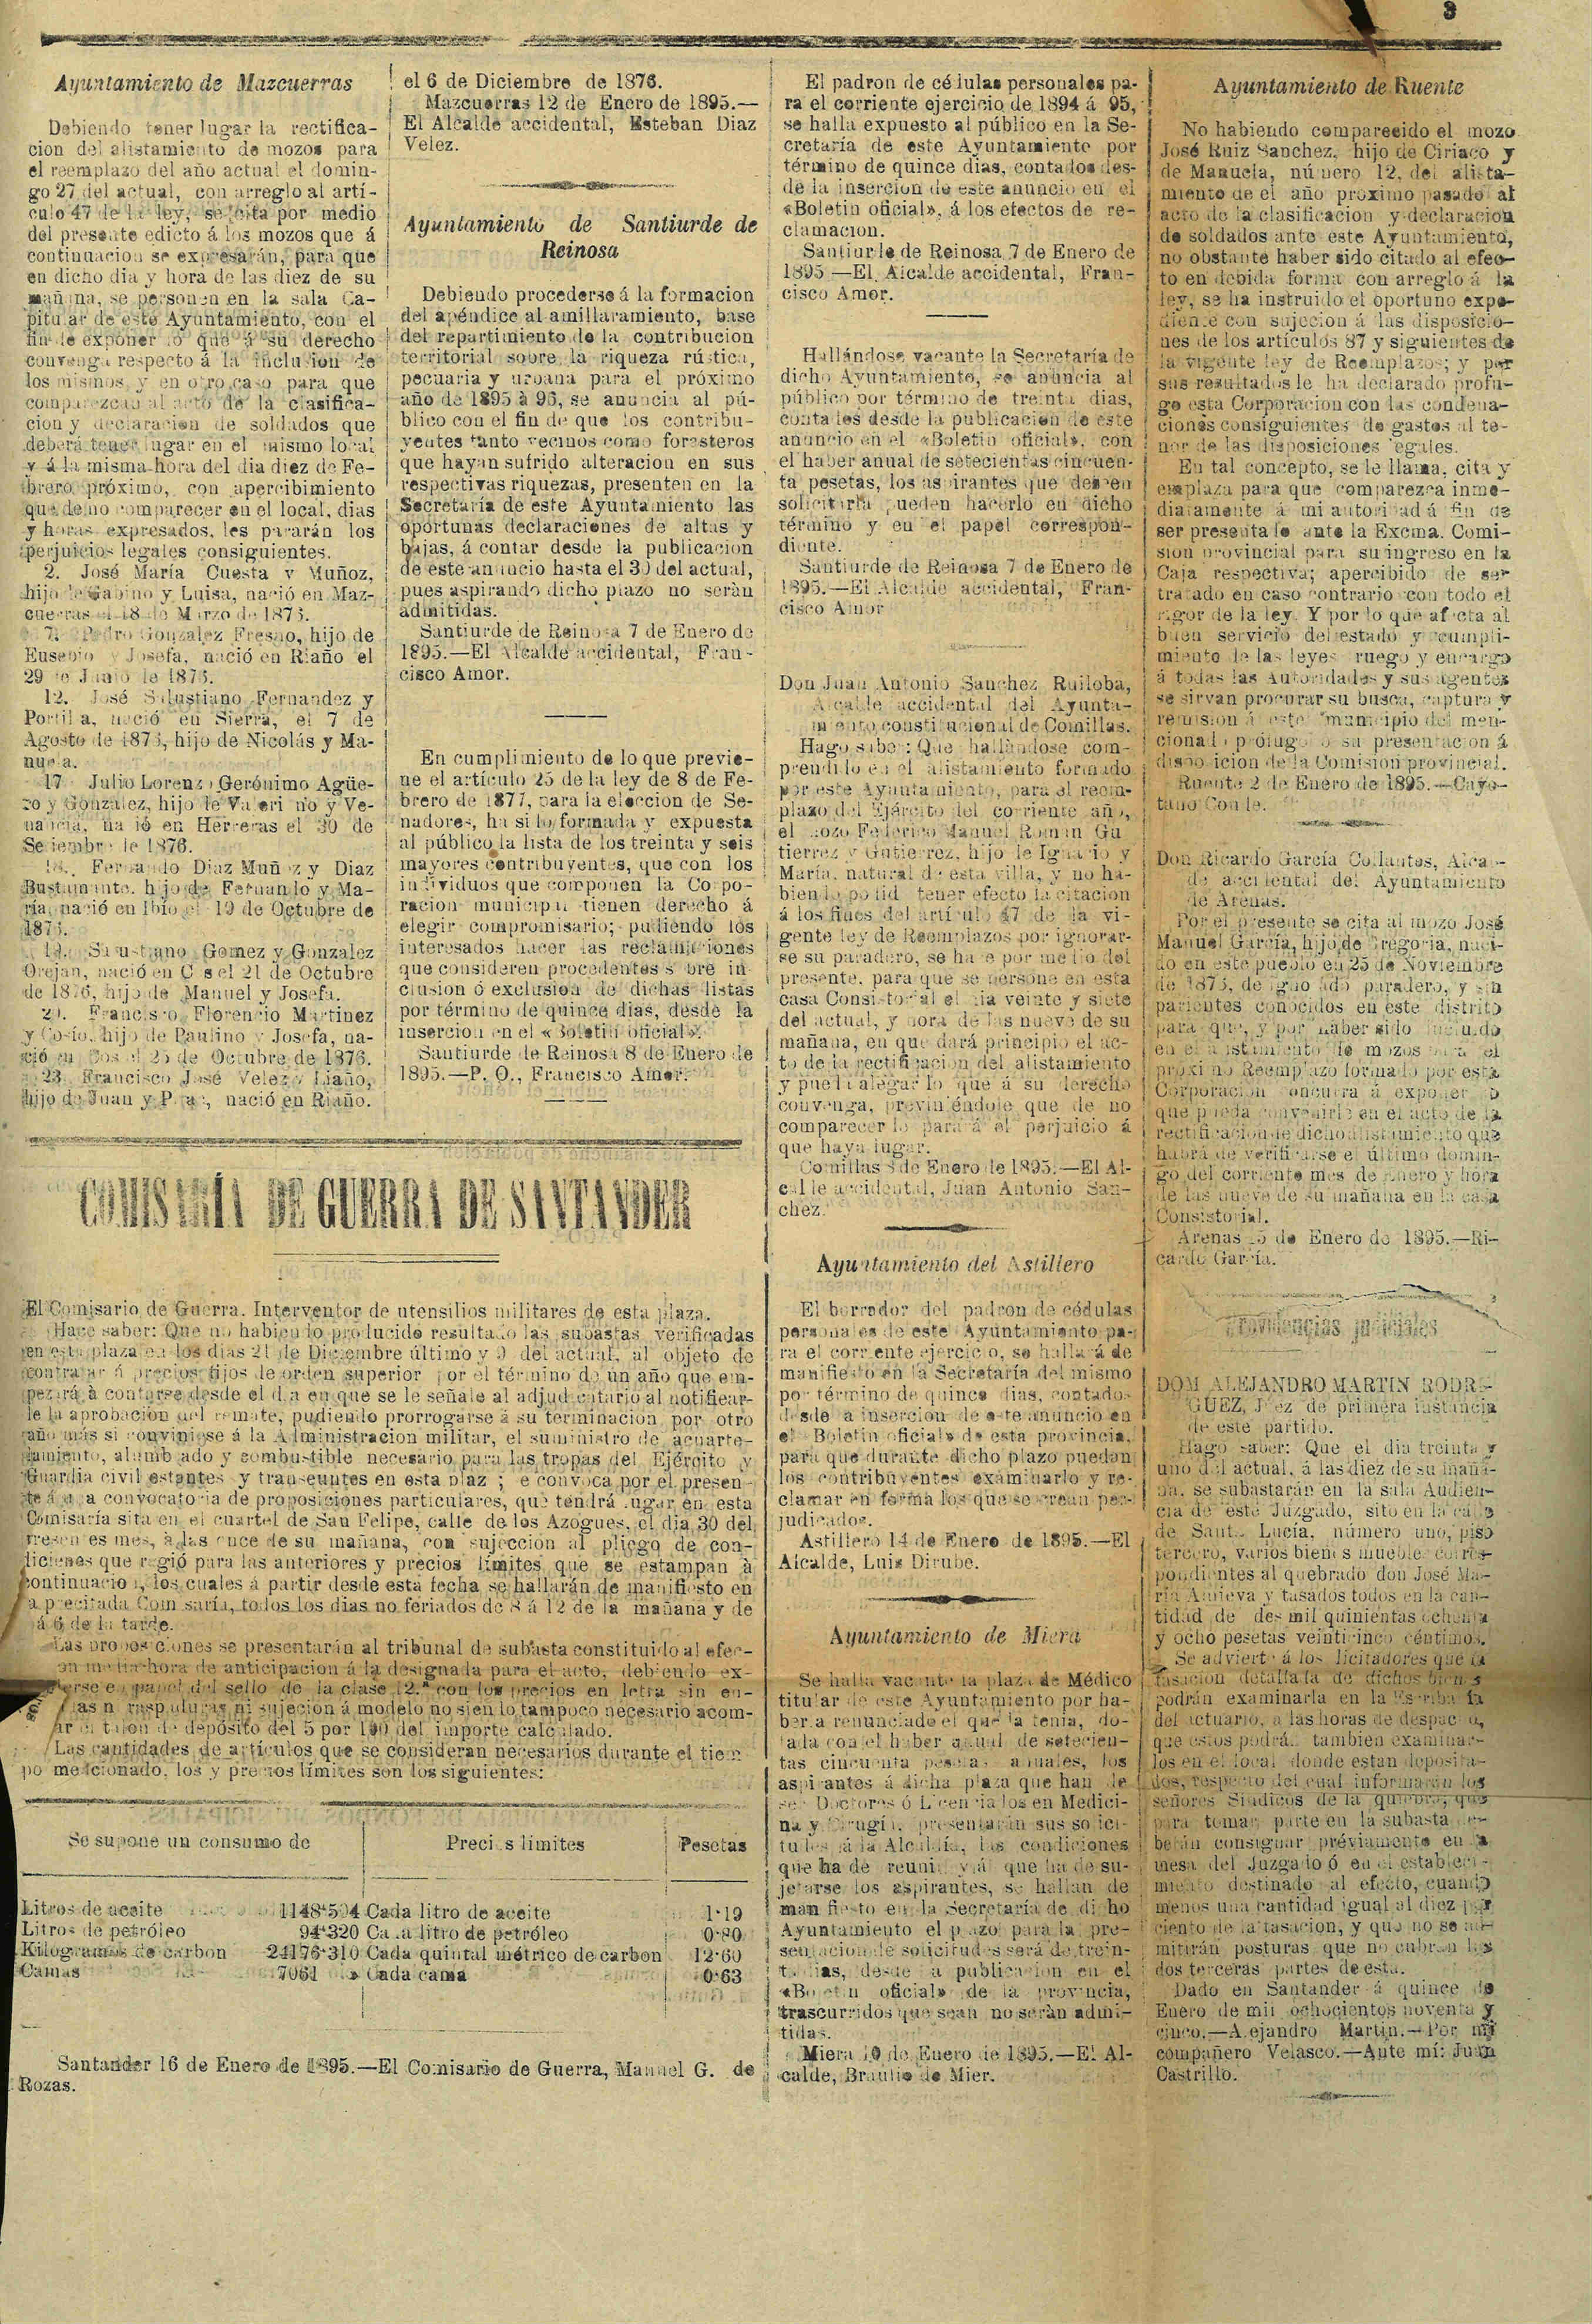 3
Ayuntamiento de Mazcuerras
Debiendo tener lugar la rectifica-
cion del alistamiento de mozos para
el reemplazo del año actual el domin-
go 27 del actual, con arreglo al artí-
culo 47 de la ley, se cita por medio
del presente edicto á los mozos que á
continuacion se expresarán, para que
en dicho dia y hora de las diez de su
mañana, se personen en la sala Ca-
pitular de este Ayuntamiento, con el
fin de exponer lo que á su derecho
convenga respecto á la inclusion de
los mismos, y en otro caso para que
comparezcan al acto de la clasifica-
cion y declaracion de soldados que
deberá tener lugar en el mismo local
y á la misma hora del dia diez de Fe-
brero próximo, con apercibimiento
que de no comparecer en el local, dias
y horas expresados, les pararán los
perjuicios legales consiguientes.
2. José María Cuesta y Muñoz,
hijo de Gabino y Luisa, nació en Maz-
cuerras el 18 de Marzo de 1876.
7. Pedro Gonzalez Fresno, hijo de
Eusebio y Josefa, nació en Riaño el
29 de Junio de 1876.
12. José Salustiano Fernandez y
Portilla, nació en Sierra, el 7 de
Agosto de 1876, hijo de Nicolás y Ma-
nuela.
17 Julio Lorenzo Gerónimo Agüe-
ro y Gonzalez, hijo de Valeriano y Ve-
nancia, nació en Herreras el 30 de
Setiembre de 1876.
18. Fernando Diaz Muñoz y Diaz
Bustamante, hijo de Fernando y Ma-
ría, nació en Ibio el 19 de Octubre de
1876.
19. Salustiano Gomez y Gonzalez
Orejan, nació en Cos el 21 de Octubre
de 1876, hijo de Manuel y Josefa.
20. Francisco Florencio Martinez
y Cosío, hijo de Paulino y Josefa, na-
ció en Cos el 25 de Octubre de 1876.
23 Francisco José Velez y Liaño,
hijo de Juan y Pilar, nació en Riaño.
el 6 de Diciembre de 1876.
Mazcuerras 12 de Enero de 1895.—
El Alcalde accidental, Esteban Diaz
Velez.
Ayuntamiento de Santiurde de
Reinosa
Debiendo procederse á la formacion
del apéndice al amillaramiento, base
del repartimiento de la contribucion
territorial sobre la riqueza rústica,
pecuaria y urbana para el próximo
año de 1895 á 96, se anuncia al pú-
blico con el fin de que los contribu-
yentes tanto vecinos como forasteros
que hayan sufrido alteracion en sus
respectivas riquezas, presenten en la
Secretaría de este Ayuntamiento las
oportunas declaraciones de altas y
bajas, á contar desde la publicacion
de este anuncio hasta el 30 del actual,
pues aspirando dicho plazo no seràn
admitidas.
Santiurde de Reinosa 7 de Enero de
1895.—El Alcalde accidental, Fran-
cisco Amor.
En cumplimiento de lo que previe-
ne el artículo 25 de la ley de 8 de Fe-
brero de 1877, para la eleccion de Se-
nadores, ha sido formada y expuesta
al público la lista de los treinta y seis
mayores contribuyentes, que con los
individuos que componen la Corpo-
racion municipal tienen derecho á
elegir compromisario; pudiendo los
interesados hacer las reclamaciones
que consideren procedentes sobre in-
clusion ó exclusion de dichas listas
por término de quince dias, desde la
insercion en el «Boletin oficial».
Santiurde de Reinosa 8 de Enero de
1895.—P. O., Francisco Amor.
COMISARÍA DE GUERRA DE SANTANDER
El Comisario de Guerra. Interventor de utensilios militares de esta plaza.
Hace saber: Que no habiendo producido resultado las subastas verificadas
en esta plaza en los dias 21 de Diciembre último y 9 del actual, al objeto de
contratar á precios fijos de orden superior por el término de un año que em-
pezará à contarse desde el dia en que se le señale al adjudicatario al notificar-
le la aprobacion del remate, pudiendo prorrogarse á su terminacion por otro
año más si conviniese á la Administracion militar, el suministro de acuarte-
lamiento, alumbrado y combustible necesario para las tropas del Ejército y
Guardia civil estantes y transeuntes en esta plaza; se convoca por el presen-
te á una convocatoria de proposiciones particulares, que tendrá lugar en esta
Comisaría sita en el cuartel de San Felipe, calle de los Azogues, el dia 30 del
presente mes, à las once de su mañana, con sujección al pliego de con-
diciones que regió para las anteriores y precios límites que se estampan à
continuacion, los cuales á partir desde esta fecha se hallarán de manifiesto en
la precitada Comisaría, todos los dias no feriados de 8 á 12 de la mañana y de
á 6 de la tarde.
Las proposiciones se presentarán al tribunal de subasta constituido al efec-
on media hora de anticipacion á la designada para el acto, debiendo ex-
erse en papel del sello de la clase 12.ª con los precios en letra sin en-
as ni raspaduras ni sujecion á modelo no siendo tampoco necesario acom-
ar el talon de depósito del 5 por 100 del importe calculado.
Las cantidades de artículos que se consideran necesarios durante el tiem
po mencionado, los y precios límites son los siguientes:
Se supone un consumo de Precios límites Pesetas
Litros de aceite 1148'594 Cada litro de aceite 1·19
Litros de petróleo 94'320 Cada litro de petróleo 0·80
Kilogramos de carbon 24176·310 Cada quintal métrico de carbon 12·60
Camas 7061 » Cada cama 0·63
Santander 16 de Enero de 1895.—El Comisario de Guerra, Manuel G. de
Rozas.
El padron de células personales pa-
ra el corriente ejercicio de 1894 á 95,
se halla expuesto al público en la Se-
cretaría de este Ayuntamiento por
término de quince dias, contados des-
de la insercion de este anuncio en el
«Boletin oficial», á los efectos de re-
clamacion.
Santiurde de Reinosa 7 de Enero de
1895—El Alcalde accidental, Fran-
cisco Amor.
Hallándose vacante la Secretaría de
dicho Ayuntamiento, se anuncia al
público por término de treinta dias,
contados desde la publicacion de este
anuncio en el «Boletin oficial», con
el haber anual de setecientas cincuen-
ta pesetas, los aspirantes que deseen
solicitarla pueden hacerlo en dicho
término y en el papel correspon-
diente.
Santiurde de Reinosa 7 de Enero de
1895.—El Alcalde accidental, Fran-
cisco Amor
Don Juan Antonio Sanchez Ruiloba,
Alcalde accidental del Ayunta-
miento constitucional de Comillas.
Hago saber: Que hallándose com-
prendido en el alistamiento formado
por este Ayuntamiento, para el reem-
plazo del Ejército del corriente año,
el mozo Federico Manuel Roman Gu
tierrez y Gutierrez, hijo de Ignacio y
María, natural de esta villa, y no ha-
biendo podido tener efecto la citacion
á los fines del artículo 47 de la vi-
gente ley de Reemplazos por ignorar-
se su paradero, se hace por medio del
presente, para que se persone en esta
casa Consistorial el dia veinte y siete
del actual, y hora de las nueve de su
mañana, en que dará principio el ac-
to de la rectificacion del alistamiento
y pueda alegar lo que á su derecho
convenga, previniéndole que de no
comparecer le parará el perjuicio á
que haya lugar.
Comillas 8 de Enero de 1895.—El Al-
calde accidental, Juan Antonio San-
chez.
Ayuntamiento del Astillero
El borrador del padron de cédulas
personales de este Ayuntamiento pa-
ra el corriente ejercicio, se hallará de
manifiesto en la Secretaría del mismo
por término de quince dias, contados
desde la insercion de este anuncio en
el Boletin oficial» de esta provincia,
para que durante dicho plazo puedan
los contribuyentes examinarlo y re-
clamar en forma los que se crean per-
judicados.
Astillero 14 de Enero de 1895.—El
Alcalde, Luis Dirube.
Ayuntamiento de Miera
Se halla vacante la plaza de Médico
titular de este Ayuntamiento por ha-
bera renunciado el que la tenia, do-
tada con el haber anual de setecien-
tas cincuenta pesetas anuales, los
aspirantes á dicha plaza que han de
ser Doctores ó Licenciados en Medici-
na y Cirugía, presentarán sus solici-
tudes á la Alcaldía, las condiciones
que ha de reunir y á que ha de su-
jetarse los aspirantes, se hallan de
manifiesto en la Secretaría de dicho
Ayuntamiento el plazo para la pre-
sentacion de solicitudes será de trein-
ta dias, desde la publicacion en el
«Boletin oficial» de la provincia,
trascurridos que sean no seràn admi-
tidas.
Miera 10 de Enero de 1895.—El Al-
calde, Braulio de Mier.
Ayuntamiento de Ruente
No habiendo comparecido el mozo
José Ruiz Sanchez, hijo de Ciriaco y
de Manuela, número 12, del alista-
miento de el año próximo pasado al
acto de la clasificacion y declaracion
de soldados ante este Ayuntamiento,
no obstante haber sido citado al efec-
to en debida forma con arreglo á la
ley, se ha instruido el oportuno expe-
diente con sujecion á las disposicio-
nes de los artículos 87 y siguientes de
la vigente ley de Reemplazos; y por
sus resultados le ha declarado profu-
go esta Corporacion con las condena-
ciones consiguientes de gastos al te-
nor de las disposiciones legales.
En tal concepto, se le llama, cita y
emplaza para que comparezca inme-
diatamente á mi autoridad á fin de
ser presentado ante la Excma. Comi-
sion provincial para su ingreso en la
Caja respectiva; apercibido de ser
tratado en caso contrario con todo el
rigor de la ley. Y por lo que afecta al
buen servicio del estado y cumpli-
miento de las leyes ruego y encargo
á todas las Autoridades y sus agentes
se sirvan procurar su busca, captura y
remision á este municipio del men-
cionado prófugo ó su presentacion á
disposicion de la Comision provincial.
Ruente 2 de Enero de 1895.—Caye-
tano Conde.
Don Ricardo García Collantes, Alcal-
de accidental del Ayuntamiento
de Arenas.
Por el presente se cita al mozo José
Manuel García, hijo de Gregoria, naci-
do en este pueblo en 25 de Noviembre
de 1876, de ignorado paradero, y sin
parientes conocidos en este distrito
para que, y por haber sido incluido
en el alistamiento de mozos para el
próximo Reemplazo formado por esta
Corporacion concurra á exponer lo
que pueda convenirle en el acto de la
rectificacion de dicho alistamiento que
habrá de verificarse el último domin-
go del corriente mes de Enero y hora
de las nueve de su mañana en la casa
Consistorial.
Arenas 15 de Enero de 1895.—Ri-
cardo García.
Providencias judiciales
DOM ALEJANDRO MARTIN RODRI-
GUEZ, Juez de primera instancia
de este partido.
Hago saber: Que el dia treinta y
uno del actual, á las diez de su maña-
na, se subastarán en la sala Audien-
cia de este Juzgado, sito en la calle
de Santa Lucía, número uno, piso
tercero, varios bienes muebles corres-
pondientes al quebrado don José Ma-
ría Andieva y tasados todos en la can-
tidad de dos mil quinientas ochenta
y ocho pesetas veinticinco céntimos.
Se advierte á los licitadores que la
tasacion detallada de dichos bienes
podrán examinarla en la Escribanía
del actuario, a las horas de despacho,
que estos podrán tambien examinar-
los en el local donde estan deposita-
dos, respecto del cual informarán los
señores Sindicos de la quiebra, que
para tomar parte en la subasta de-
berán consignar préviamente en la
mesa del Juzgado ó en el estableci-
miento destinado al efecto, cuando
menos una cantidad igual al diez por
ciento de la tasacion, y que no se ad-
mitirán posturas que no cubran las
dos terceras partes de esta.
Dado en Santander á quince de
Enero de mil ochocientos noventa y
cinco.—Alejandro Martin.—Por mi
compañero Velasco.—Ante mí: Juan
Castrillo.